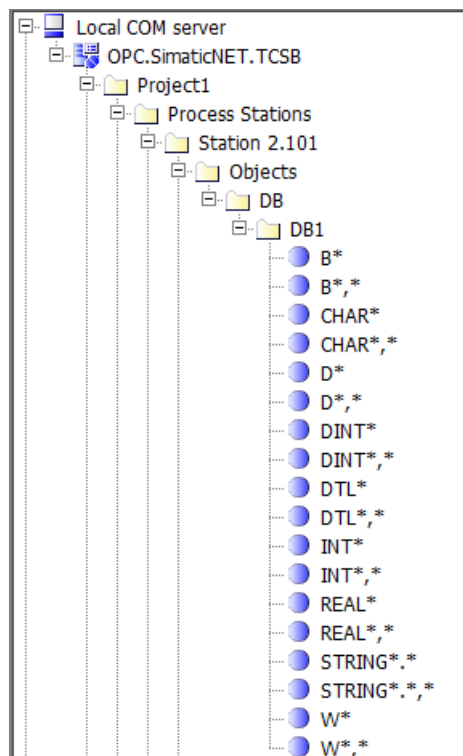 Local COM server
OPC.SimaticNET.TCSB
Project1
Process Stations
Station 2.101
Objects
DB
DB1
B*
B*,*
CHAR*
CHAR*,*
D*
D*,*
DINT*
DINT*,*
DTL*
DTL*,*
INT*
INT*,*
REAL*
REAL*,*
STRING*.*
STRING*.*,*
W*
W*,*